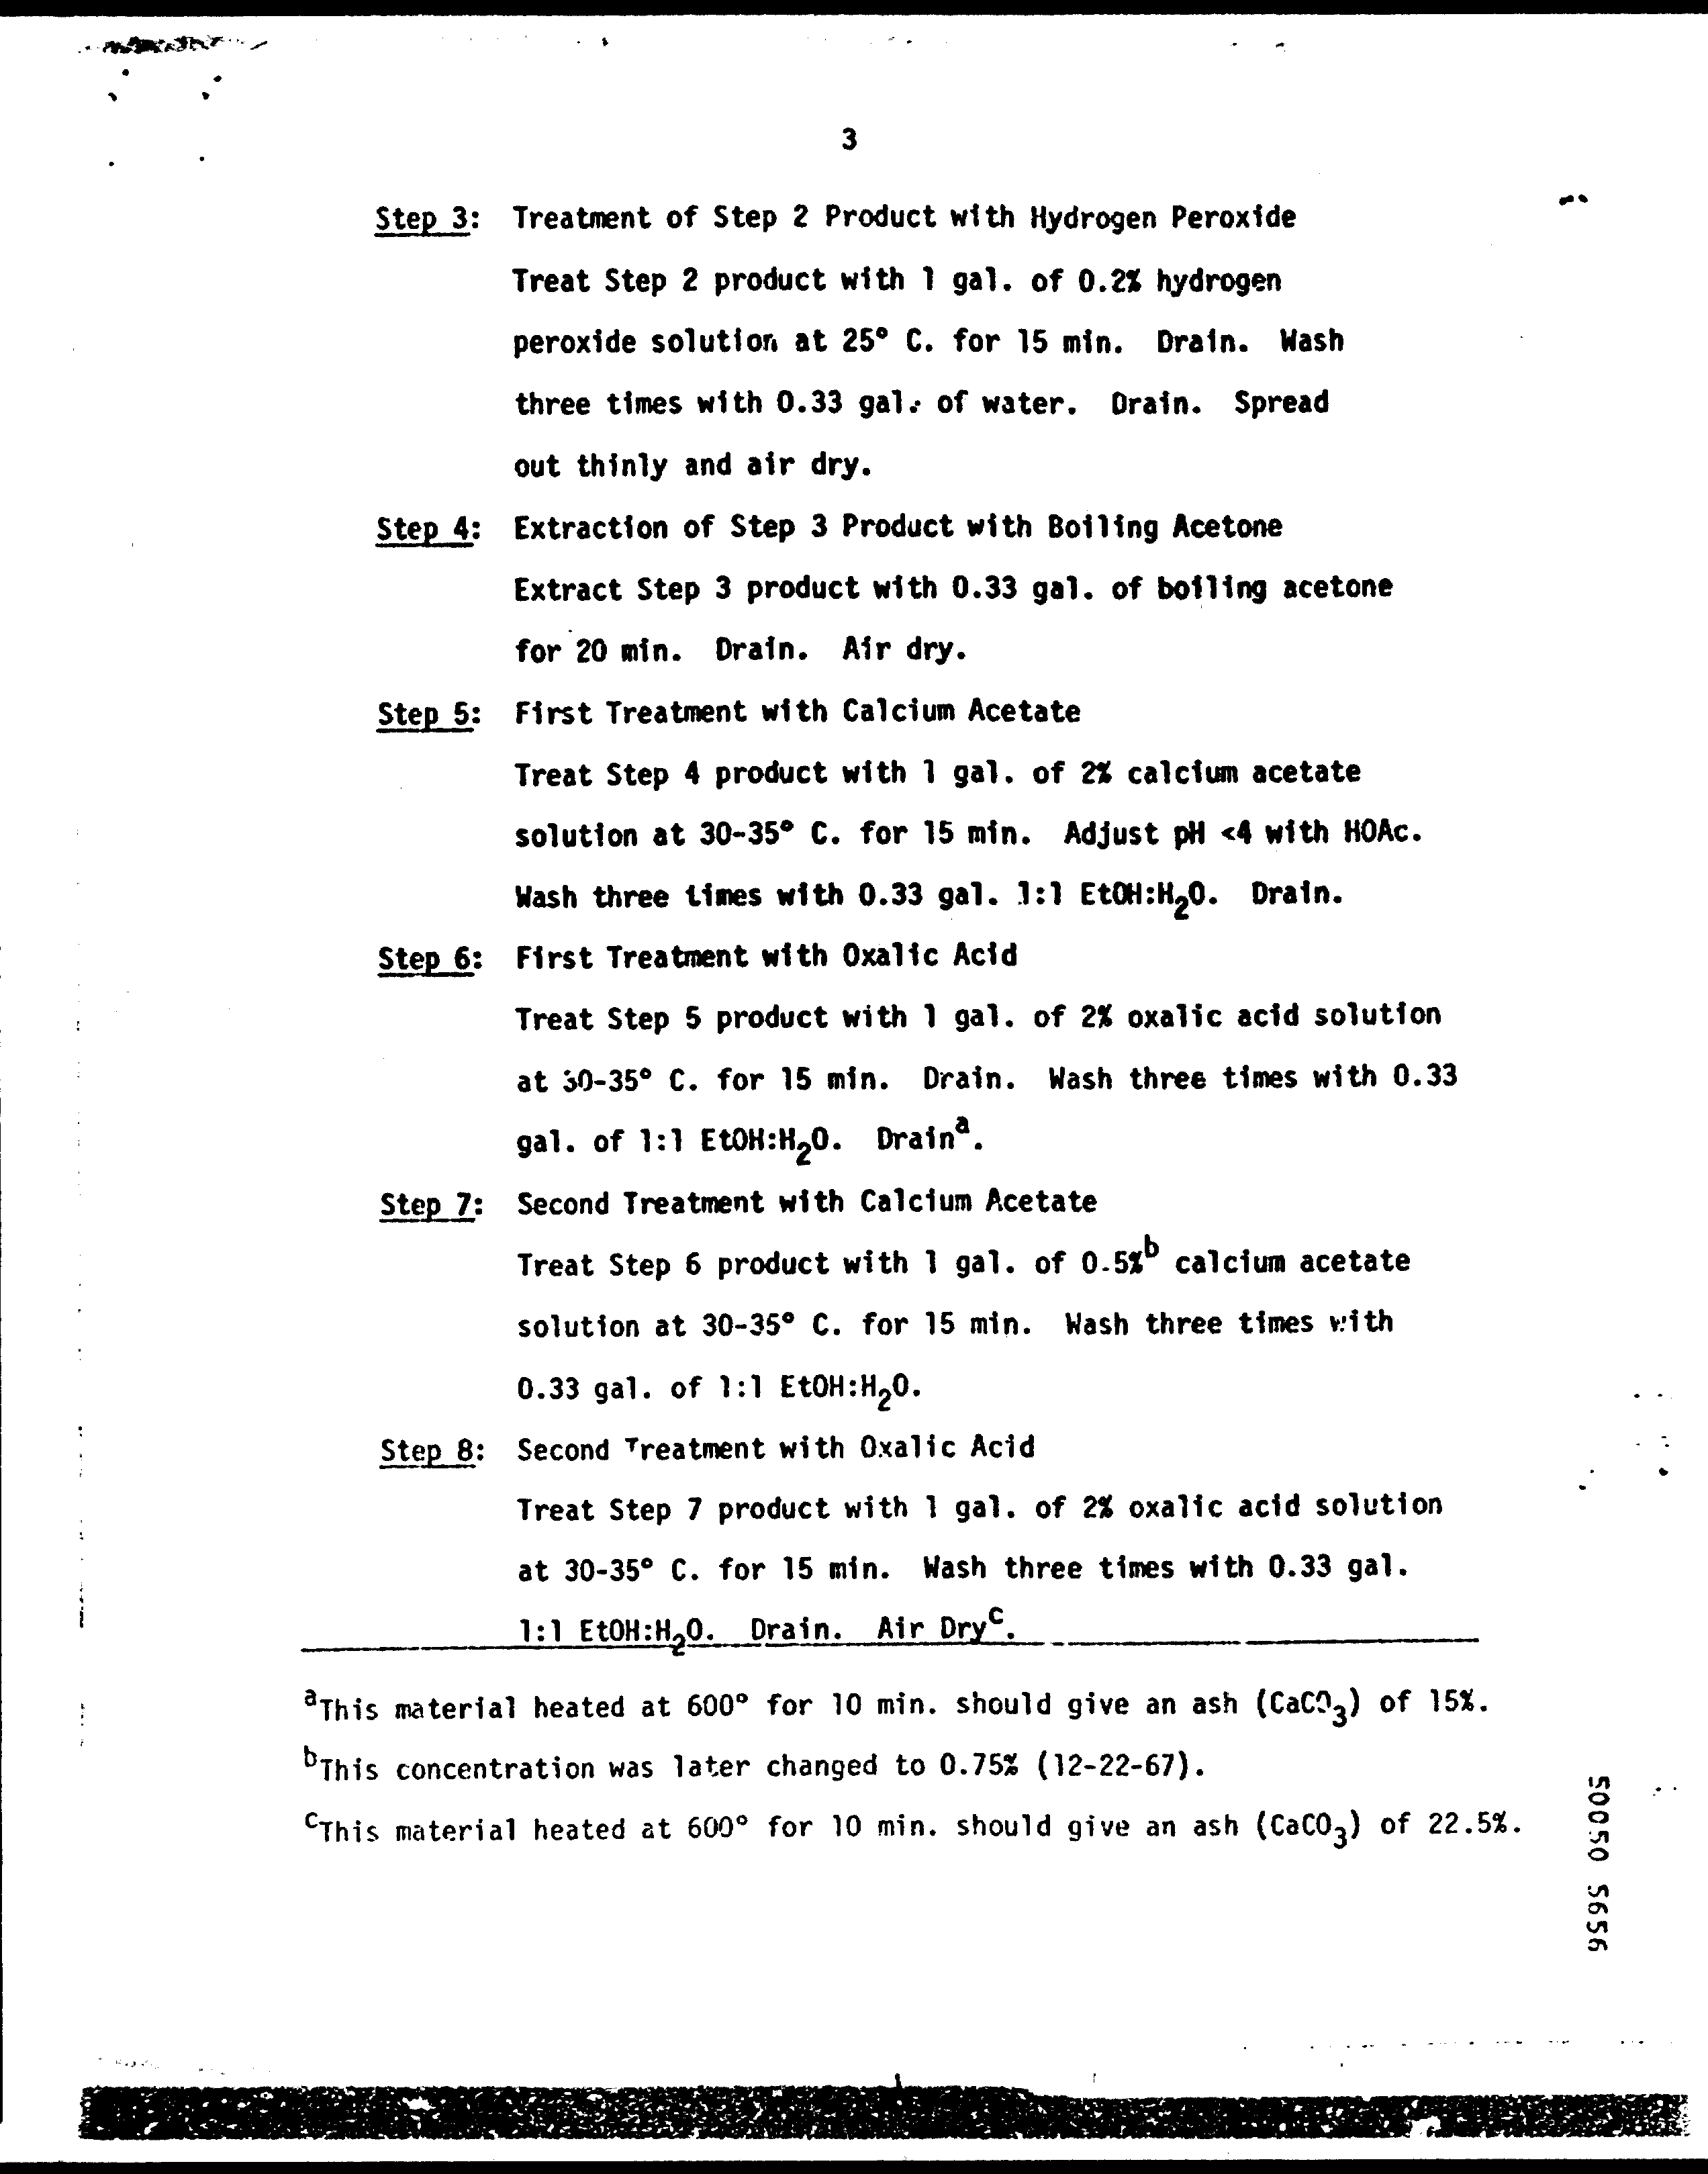 3
Step 3: Treatment of Step 2 Product with Hydrogen Peroxide
Treat Step 2 product with 1 gal. of 0.2% hydrogen
peroxide solution at 25° C. for 15 min. Drain. Wash
three times with 0.33 gal. of water. Drain. Spread
out thinly and air dry.
Step 4: Extraction of Step 3 Product with Boiling Acetone
Extract Step 3 product with 0.33 gal. of boiling acetone
for 20 min. Drain. Air dry.
Step 5: First Treatment with Calcium Acetate
Treat Step 4 product with 1 gal. of 2% calcium acetate
solution at 30-35° C. for 15 min. Adjust pH <4 with HOAc.
Wash three times with 0.33 gal. 1:1 EtOH:H₂O. Drain.
Step 6: First Treatment with Oxalic Acid
Treat Step 5 product with 1 gal. of 2% oxalic acid solution
at 30-35° C. for 15 min. Drain. Wash three times with 0.33
gal. of 1:1 EtOH:H₂O. Drainᵃ.
Step 7: Second Treatment with Calcium Acetate
Treat Step 6 product with 1 gal. of 0.5%ᵇ calcium acetate
solution at 30-35° C. for 15 min. Wash three times with
0.33 gal. of 1:1 EtOH:H₂O.
Step 8: Second Treatment with Oxalic Acid
Treat Step 7 product with 1 gal. of 2% oxalic acid solution
at 30-35° C. for 15 min. Wash three times with 0.33 gal.
1:1 EtOH:H₂O. Drain. Air Dryᶜ.
ᵃThis material heated at 600° for 10 min. should give an ash (CaCO₃) of 15%.
ᵇThis concentration was later changed to 0.75% (12-22-67).
ᶜThis material heated at 600° for 10 min. should give an ash (CaCO₃) of 22.5%.
50050 5656